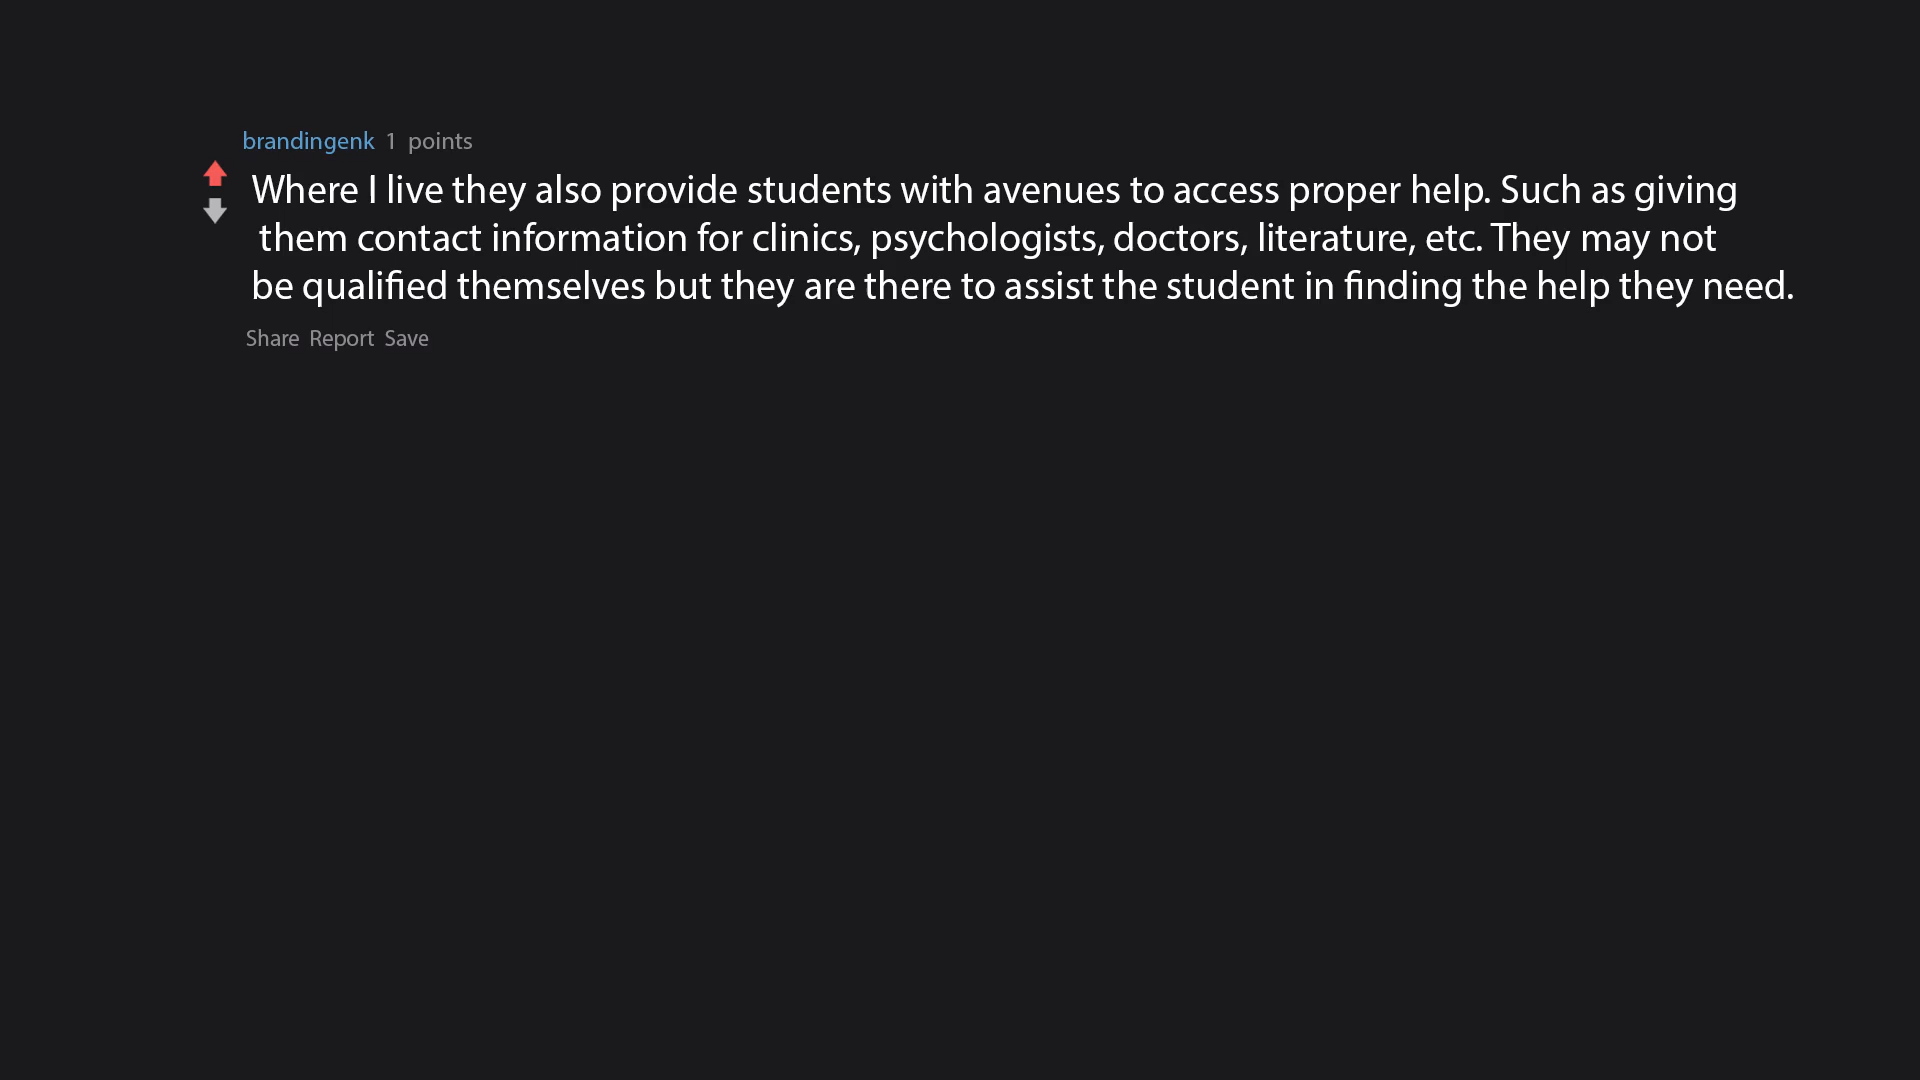 brandingenk 1 points
Where I live they also provide students with avenues to access proper help. Such as giving
them contact information for clinics, psychologists, doctors, literature, etc. They may not
be qualified themselves but they are there to assist the student in finding the help they need.
Share Report Save